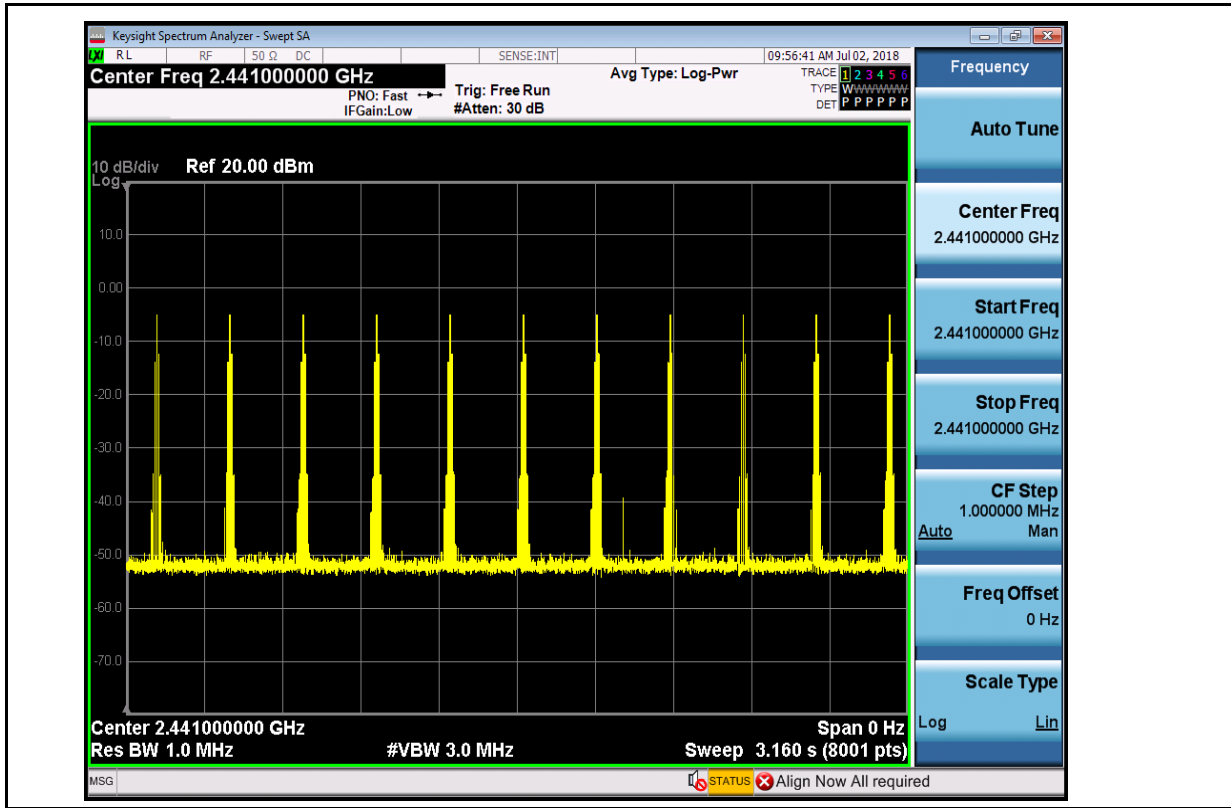 Keysight Spectrum Analyzer - Swept SA
LXI RL RF 50 Ω DC SENSE:INT 09:56:41 AM Jul 02, 2018
Center Freq 2.441000000 GHz
PNO: Fast
IFGain:Low
Trig: Free Run
#Atten: 30 dB
Avg Type: Log-Pwr
TRACE 1 2 3 4 5 6
TYPE WWWWWW
DET P P P P P P
10 dB/div Ref 20.00 dBm
Log
10.0
0.00
-10.0
-20.0
-30.0
-40.0
-50.0
-60.0
-70.0
Center 2.441000000 GHz Span 0 Hz
Res BW 1.0 MHz #VBW 3.0 MHz Sweep 3.160 s (8001 pts)
MSG STATUS Align Now All required
Frequency
Auto Tune
Center Freq
2.441000000 GHz
Start Freq
2.441000000 GHz
Stop Freq
2.441000000 GHz
CF Step
1.000000 MHz
Auto Man
Freq Offset
0 Hz
Scale Type
Log Lin